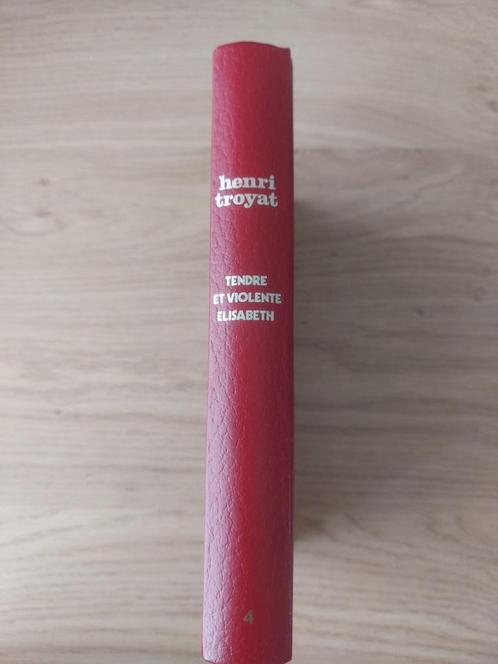 henri
troyat
TENDRE
ET VIOLENTE
ELISABETH
4